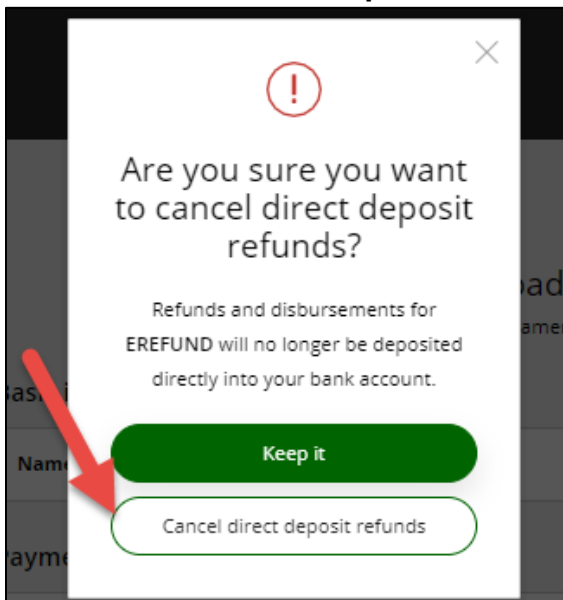 Are you sure you want
to cancel direct deposit
refunds?
Refunds and disbursements for
EREFUND will no longer be deposited
directly into your bank account.
Keep it
Name
Cancel direct deposit refunds